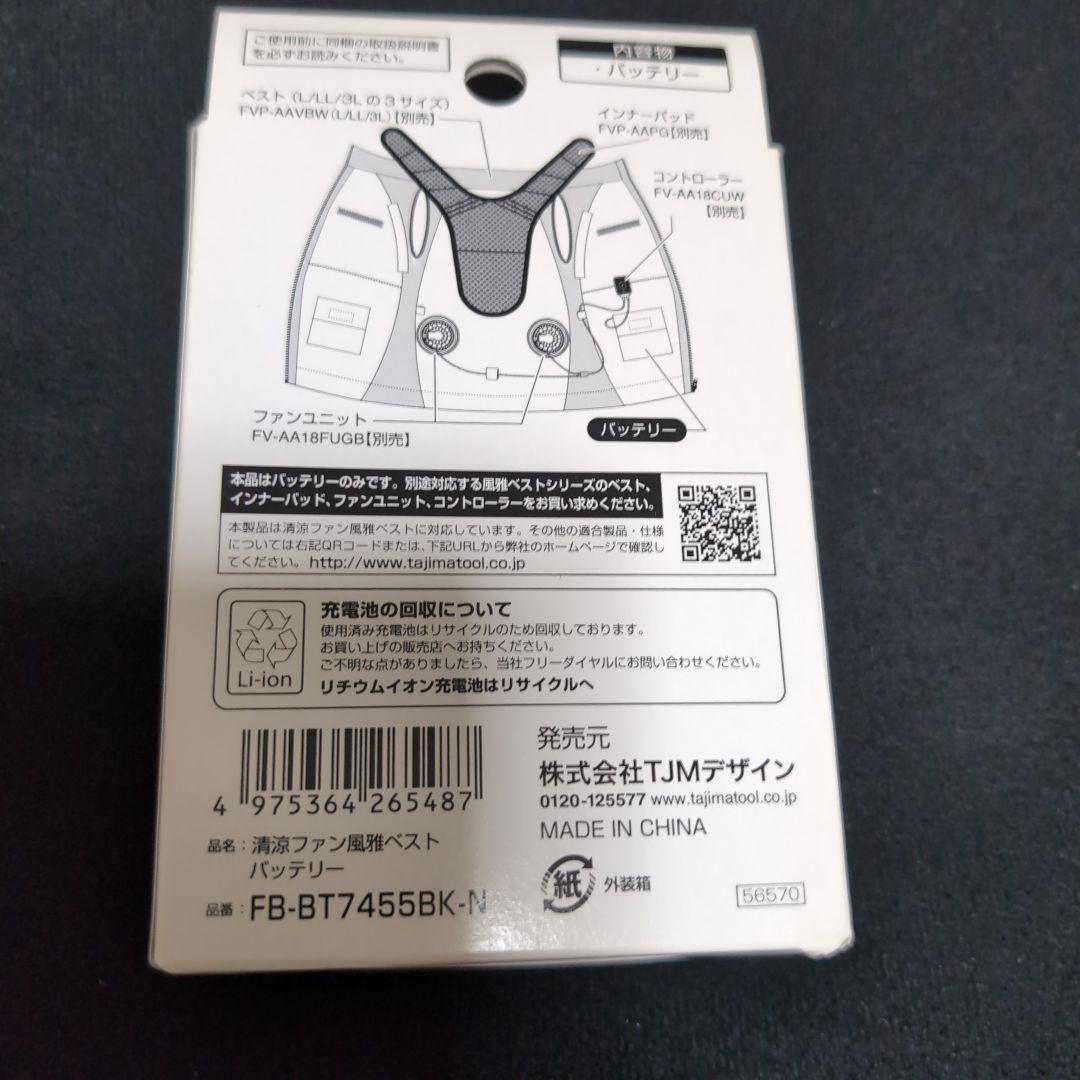 ご使用前に同梱の取扱説明書
を必ずお読みください。
内容物
・バッテリー
ベスト(L/LL/3Lの3サイズ)
FVP-AAVBW(L/LL/3L)【別売】
インナーパッド
FVP-AAPG【別売】
コントローラー
FV-AA18CUW
【別売】
ファンユニット
FV-AA18FUGB【別売】
バッテリー
本品はバッテリーのみです。別途対応する風雅ベストシリーズのベスト、
インナーパッド、ファンユニット、コントローラーをお買い求めください。
本製品は清涼ファン風雅ベストに対応しています。その他の適合製品・仕様
については右記QRコードまたは、下記URLから弊社のホームページで確認し
てください。 http://www.tajimatool.co.jp
充電池の回収について
使用済み充電池はリサイクルのため回収しております。
お買い上げの販売店へお持ちください。
ご不明な点がありましたら、当社フリーダイヤルにお問い合わせください。
リチウムイオン充電池はリサイクルへ
Li-ion
4 975364 265487
発売元
株式会社TJMデザイン
0120-125577 www.tajimatool.co.jp
MADE IN CHINA
品名：清涼ファン風雅ベスト
バッテリー
品番：FB-BT7455BK-N
紙 外装箱
56570